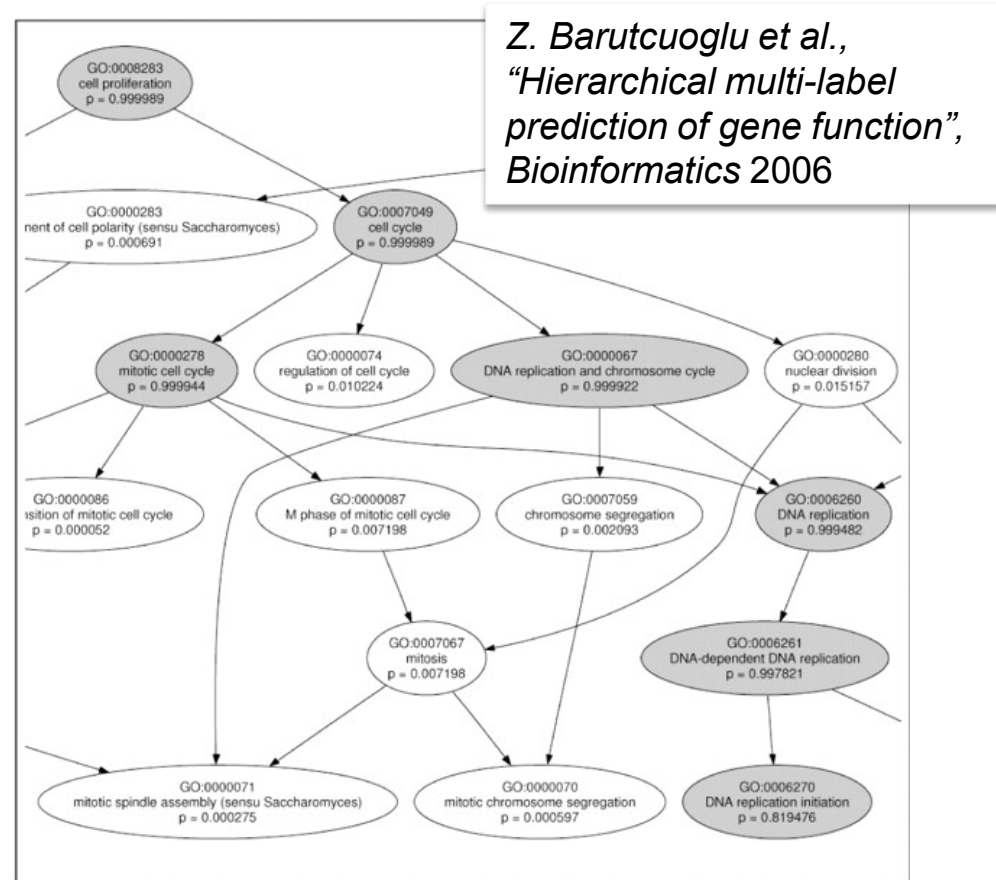 Z. Barutcuoglu et al.,
“Hierarchical multi-label
prediction of gene function”,
Bioinformatics 2006
GO:0008283
cell proliferation
p = 0.999989
GO:0000283
nent of cell polarity (sensu Saccharomyces)
p = 0.000691
GO:0007049
cell cycle
p = 0.999989
GO:0000278
mitotic cell cycle
p = 0.999944
GO:0000074
regulation of cell cycle
p = 0.010224
GO:0000067
DNA replication and chromosome cycle
p = 0.999922
GO:0000280
nuclear division
p = 0.015157
GO:0000086
nsition of mitotic cell cycle
p = 0.000052
GO:0000087
M phase of mitotic cell cycle
p = 0.007198
GO:0007059
chromosome segregation
p = 0.002093
GO:0006260
DNA replication
p = 0.999482
GO:0007067
mitosis
p = 0.007198
GO:0006261
DNA-dependent DNA replication
p = 0.997821
GO:0000071
mitotic spindle assembly (sensu Saccharomyces)
p = 0.000275
GO:0000070
mitotic chromosome segregation
p = 0.000597
GO:0006270
DNA replication initiation
p = 0.819476